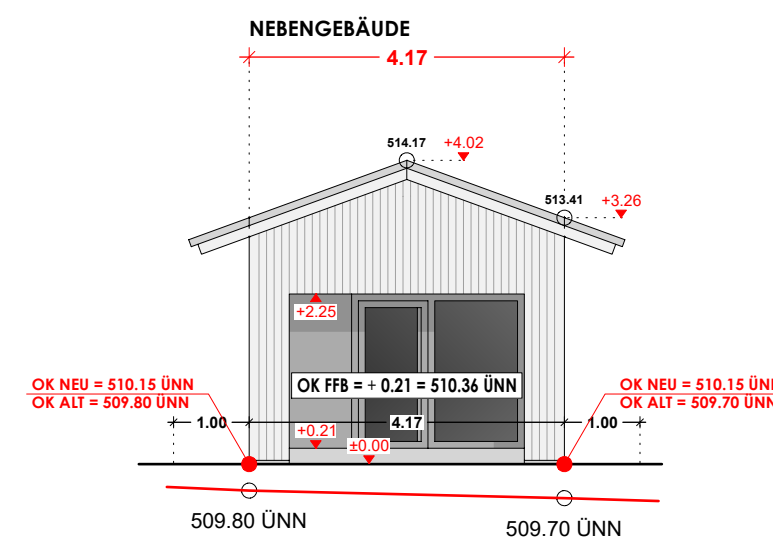 NEBENGEBÄUDE
4.17
514.17 +4.02
513.41 +3.26
+2.25
OK FFB = + 0.21 = 510.36 ÜNN
OK NEU = 510.15 ÜNN
OK ALT = 509.80 ÜNN
OK NEU = 510.15 ÜNN
OK ALT = 509.70 ÜNN
1.00
4.17
1.00
+0.21
±0.00
509.80 ÜNN
509.70 ÜNN